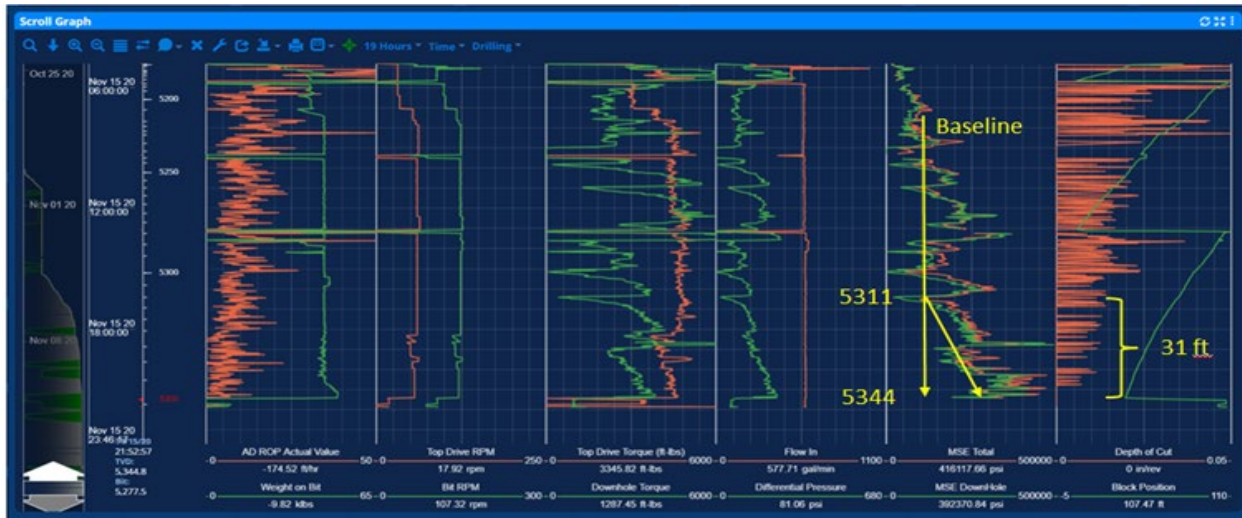 Scroll Graph
19 Hours Time Drilling
Oct 25 20
Nov 15 20
06:00:00
5200
Baseline
5250
Nov 01 20
Nov 15 20
12:00:00
5300
5311
Nov 15 20
18:00:00
Nov 08 20
31 ft
5344
Nov 15 20
21:52:57
TVD:
5,344.8
Bit:
5,277.5
0 AD ROP Actual Value 50
-174.52 ft/hr
0 Weight on Bit 65
-9.82 klbs
0 Top Drive RPM 250
17.92 rpm
0 Bit RPM 300
107.32 rpm
0 Top Drive Torque (ft-lbs) 6000
3345.82 ft-lbs
0 Downhole Torque 6000
1287.45 ft-lbs
0 Flow In 1100
577.71 gal/min
0 Differential Pressure 680
81.06 psi
0 MSE Total 500000
416117.66 psi
0 MSE DownHole 500000
392370.84 psi
0 Depth of Cut 0.05
0 in/rev
-5 Block Position 110
107.47 ft